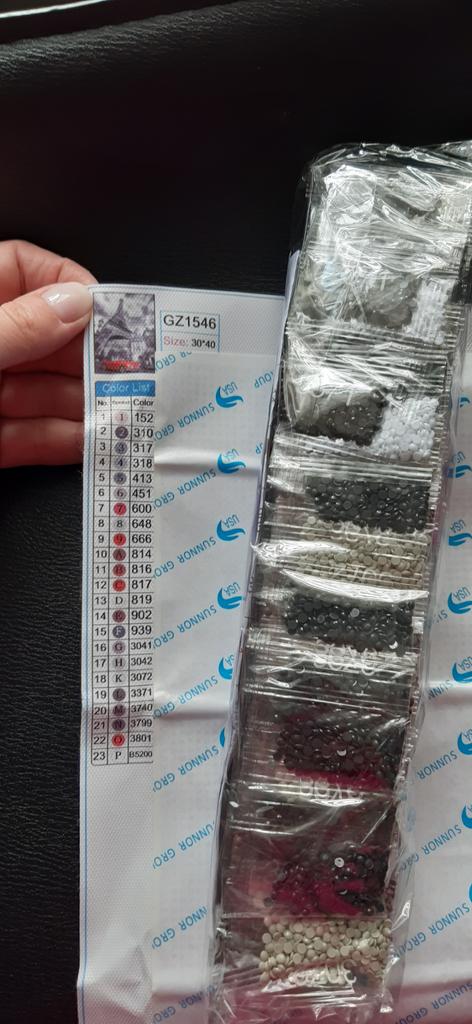 GZ1546
Size: 30*40
Color List
No. Symbol Color
1 1 152
2 2 310
3 3 317
4 4 318
5 5 413
6 6 451
7 7 600
8 8 648
9 9 666
10 A 814
11 B 816
12 C 817
13 D 819
14 E 902
15 F 939
16 G 3041
17 H 3042
18 K 3072
19 L 3371
20 M 3740
21 N 3799
22 O 3801
23 P B5200
USA
SUNNOR GROUP